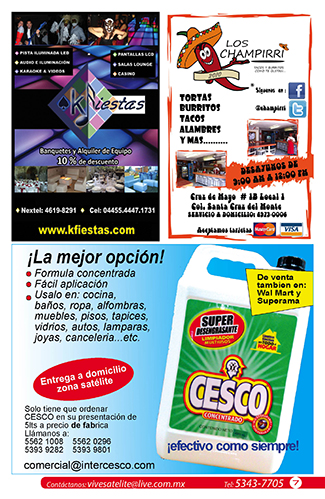 • PISTA ILUMINADA LED
• AUDIO E ILUMINACIÓN
• KARAOKE & VIDEOS
• PANTALLAS LCD
• SALAS LOUNGE
• CASINO
kfiestas
Banquetes y Alquiler de Equipo
10 % de descuento
• Nextel: 4619-8291 • Cel: 04455.4447.1731
www.kfiestas.com
LOS CHAMPIRRI
2010
Síguenos en:
@champirri
TORTAS
BURRITOS
TACOS
ALAMBRES
Y MAS..........
DESAYUNOS DE
9:00 AM A 12:00 PM
Cruz de Mayo # 1B Local 1
Col. Santa Cruz del Monte
SERVICIO A DOMICILIO: 4373-0006
Aceptamos tarjetas
MasterCard
VISA
¡La mejor opción!
• Formula concentrada
• Fácil aplicación
• Usalo en: cocina,
baños, ropa, alfombras,
muebles, pisos, tapices,
vidrios, autos, lamparas,
joyas, canceleria...etc.
De venta
tambien en:
Wal Mart y
Superama
Entrega a domicilio
zona satélite
SUPER
DESENGRASANTE
LIMPIADOR
MULTIUSOS
HOGAR
CESCO
CONCENTRADO
Solo tiene que ordenar
CESCO en su presentación de
5lts a precio de fabrica
Llámanos a:
5562 1008 5562 0296
5393 9282 5393 9801
¡efectivo como siempre!
comercial@intercesco.com
Contáctanos: vivesatelite@live.com.mx Tel: 5343-7705 7